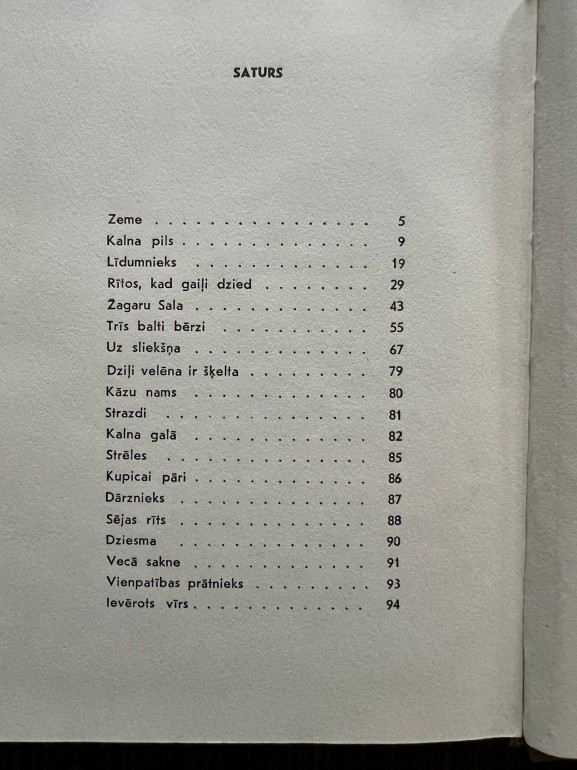 SATURS
Zeme . . . . . . . . . . . . . . . . 5
Kalna pils . . . . . . . . . . . . . . 9
Līdumnieks . . . . . . . . . . . . . 19
Rītos, kad gaiļi dzied . . . . . . . . . . 29
Žagaru Sala . . . . . . . . . . . . . . 43
Trīs balti bērzi . . . . . . . . . . . . 55
Uz sliekšņa . . . . . . . . . . . . . 67
Dziļi velēna ir šķelta . . . . . . . . . . . 79
Kāzu nams . . . . . . . . . . . . . 80
Strazdi . . . . . . . . . . . . . . 81
Kalna galā . . . . . . . . . . . . . 82
Strēles . . . . . . . . . . . . . . 85
Kupicai pāri . . . . . . . . . . . . . 86
Dārznieks . . . . . . . . . . . . . . 87
Sējas rīts . . . . . . . . . . . . . . 88
Dziesma . . . . . . . . . . . . . . 90
Vecā sakne . . . . . . . . . . . . . 91
Vienpatības prātnieks . . . . . . . . . 93
Ievērots vīrs . . . . . . . . . . . . . 94